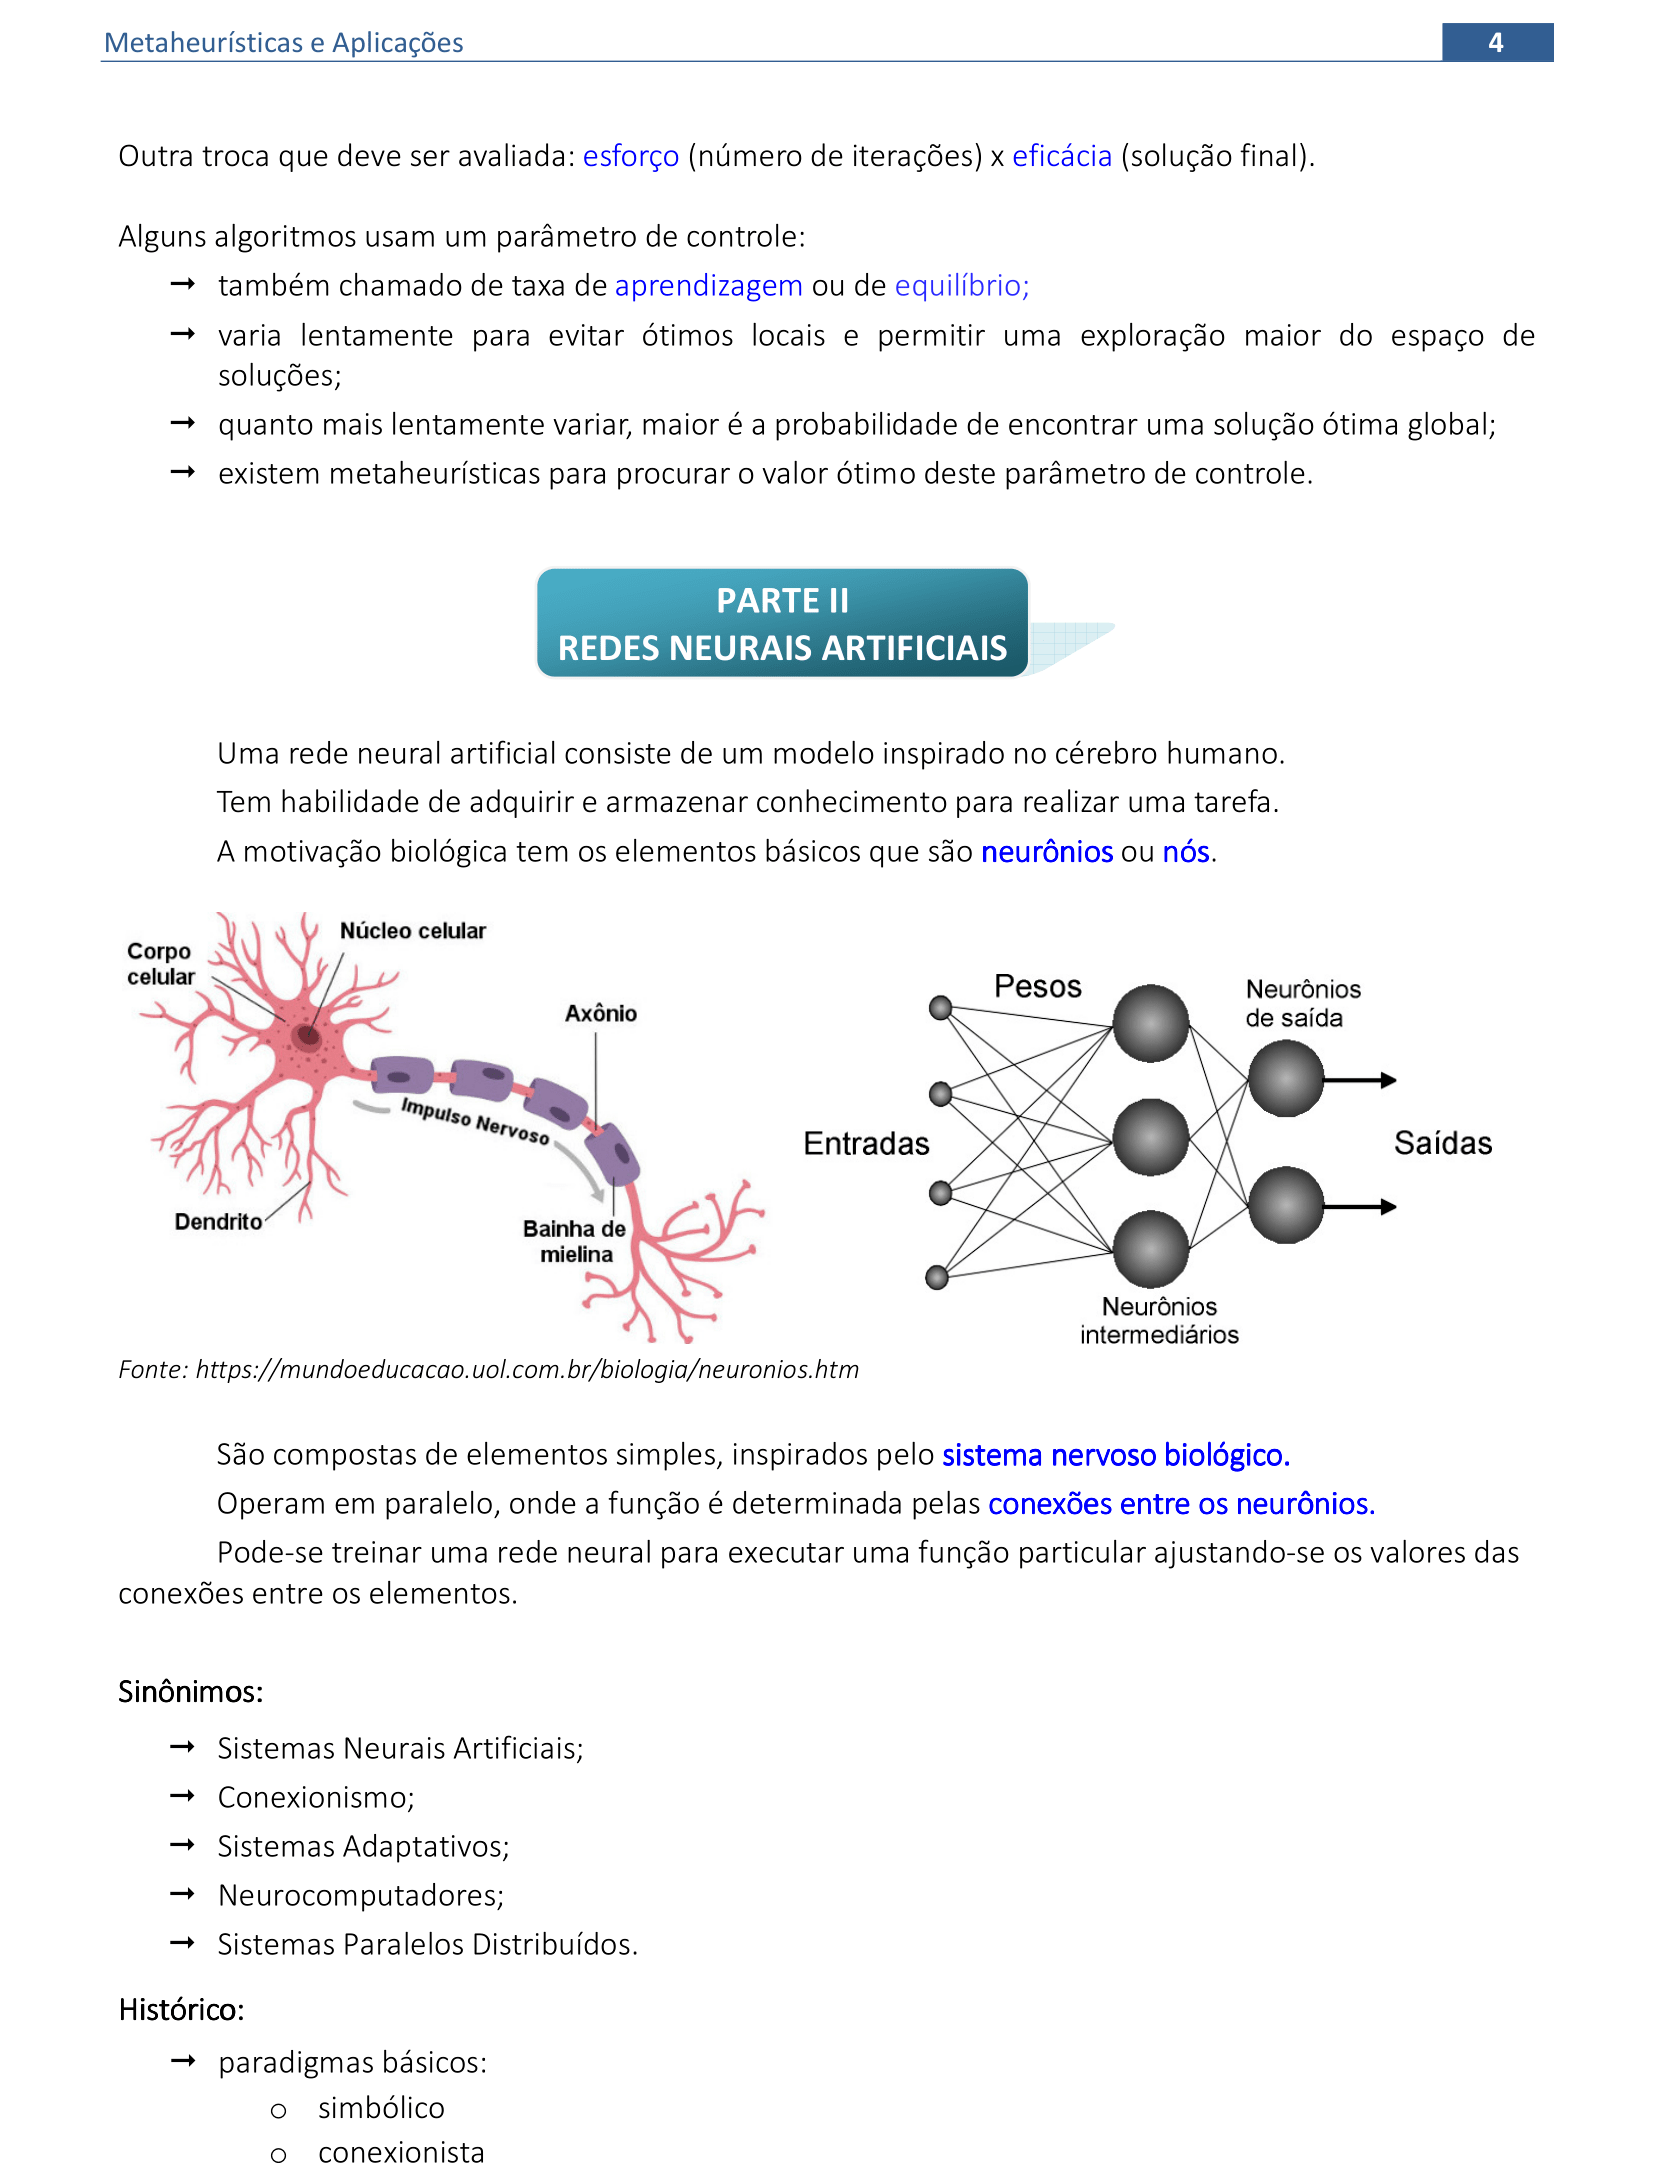 Metaheurísticas e Aplicações
4
Outra troca que deve ser avaliada: esforço (número de iterações) x eficácia (solução final).
Alguns algoritmos usam um parâmetro de controle:
➞ também chamado de taxa de aprendizagem ou de equilíbrio;
➞ varia lentamente para evitar ótimos locais e permitir uma exploração maior do espaço de
soluções;
➞ quanto mais lentamente variar, maior é a probabilidade de encontrar uma solução ótima global;
➞ existem metaheurísticas para procurar o valor ótimo deste parâmetro de controle.
PARTE II
REDES NEURAIS ARTIFICIAIS
Uma rede neural artificial consiste de um modelo inspirado no cérebro humano.
Tem habilidade de adquirir e armazenar conhecimento para realizar uma tarefa.
A motivação biológica tem os elementos básicos que são neurônios ou nós.
Núcleo celular
Corpo
celular
Axônio
Impulso Nervoso
Dendrito
Bainha de
mielina
Pesos
Neurônios
de saída
Entradas
Saídas
Neurônios
intermediários
Fonte: https://mundoeducacao.uol.com.br/biologia/neuronios.htm
São compostas de elementos simples, inspirados pelo sistema nervoso biológico.
Operam em paralelo, onde a função é determinada pelas conexões entre os neurônios.
Pode-se treinar uma rede neural para executar uma função particular ajustando-se os valores das
conexões entre os elementos.
Sinônimos:
➞ Sistemas Neurais Artificiais;
➞ Conexionismo;
➞ Sistemas Adaptativos;
➞ Neurocomputadores;
➞ Sistemas Paralelos Distribuídos.
Histórico:
➞ paradigmas básicos:
o simbólico
o conexionista